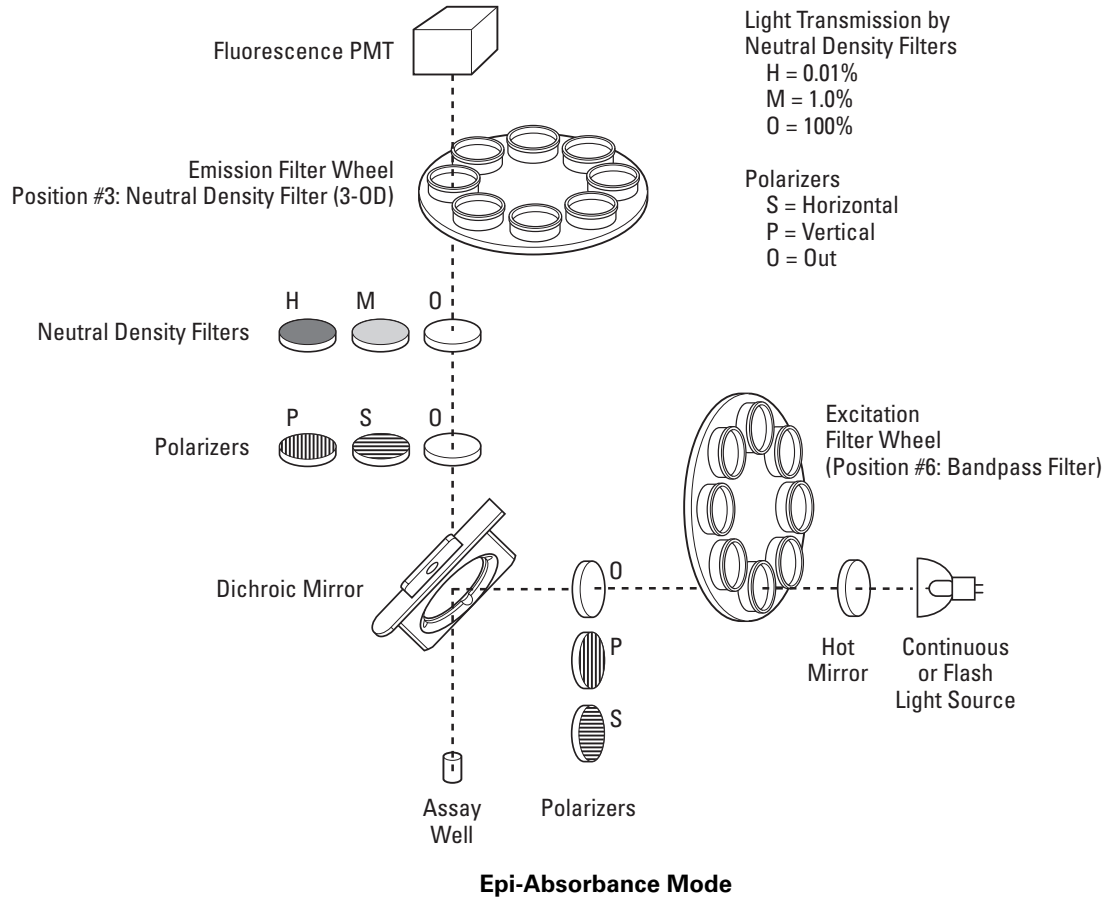 Fluorescence PMT
Light Transmission by
Neutral Density Filters
H = 0.01%
M = 1.0%
O = 100%
Emission Filter Wheel
Position #3: Neutral Density Filter (3-OD)
Polarizers
S = Horizontal
P = Vertical
O = Out
H M O
Neutral Density Filters
P S O
Polarizers
Excitation
Filter Wheel
(Position #6: Bandpass Filter)
Dichroic Mirror
O
P
S
Hot
Mirror
Continuous
or Flash
Light Source
Assay
Well
Polarizers
Epi-Absorbance Mode